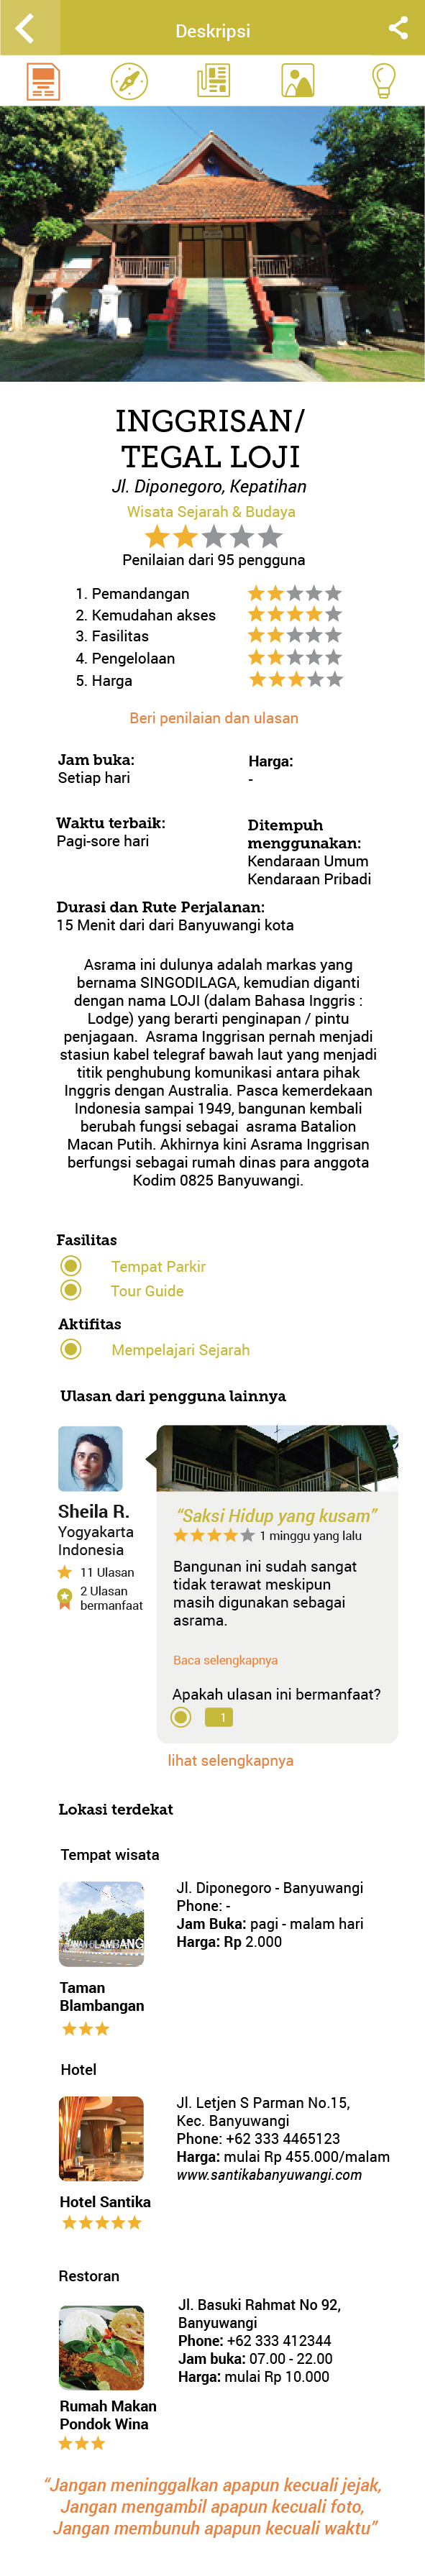 Deskripsi
INGGRISAN/
TEGAL LOJI
Jl. Diponegoro, Kepatihan
Wisata Sejarah & Budaya
Penilaian dari 95 pengguna
1. Pemandangan
2. Kemudahan akses
3. Fasilitas
4. Pengelolaan
5. Harga
Beri penilaian dan ulasan
Jam buka:
Setiap hari
Harga:
-
Waktu terbaik:
Pagi-sore hari
Ditempuh
menggunakan:
Kendaraan Umum
Kendaraan Pribadi
Durasi dan Rute Perjalanan:
15 Menit dari dari Banyuwangi kota
Asrama ini dulunya adalah markas yang
bernama SINGODILAGA, kemudian diganti
dengan nama LOJI (dalam Bahasa Inggris :
Lodge) yang berarti penginapan / pintu
penjagaan. Asrama Inggrisan pernah menjadi
stasiun kabel telegraf bawah laut yang menjadi
titik penghubung komunikasi antara pihak
Inggris dengan Australia. Pasca kemerdekaan
Indonesia sampai 1949, bangunan kembali
berubah fungsi sebagai asrama Batalion
Macan Putih. Akhirnya kini Asrama Inggrisan
berfungsi sebagai rumah dinas para anggota
Kodim 0825 Banyuwangi.
Fasilitas
Tempat Parkir
Tour Guide
Aktifitas
Mempelajari Sejarah
Ulasan dari pengguna lainnya
Sheila R.
Yogyakarta
Indonesia
11 Ulasan
2 Ulasan
bermanfaat
“Saksi Hidup yang kusam”
1 minggu yang lalu
Bangunan ini sudah sangat
tidak terawat meskipun
masih digunakan sebagai
asrama.
Baca selengkapnya
Apakah ulasan ini bermanfaat?
1
lihat selengkapnya
Lokasi terdekat
Tempat wisata
TAMAN BLAMBANG
Taman
Blambangan
Jl. Diponegoro - Banyuwangi
Phone: -
Jam Buka: pagi - malam hari
Harga: Rp 2.000
Hotel
Hotel Santika
Jl. Letjen S Parman No.15,
Kec. Banyuwangi
Phone: +62 333 4465123
Harga: mulai Rp 455.000/malam
www.santikabanyuwangi.com
Restoran
Rumah Makan
Pondok Wina
Jl. Basuki Rahmat No 92,
Banyuwangi
Phone: +62 333 412344
Jam buka: 07.00 - 22.00
Harga: mulai Rp 10.000
“Jangan meninggalkan apapun kecuali jejak,
Jangan mengambil apapun kecuali foto,
Jangan membunuh apapun kecuali waktu”